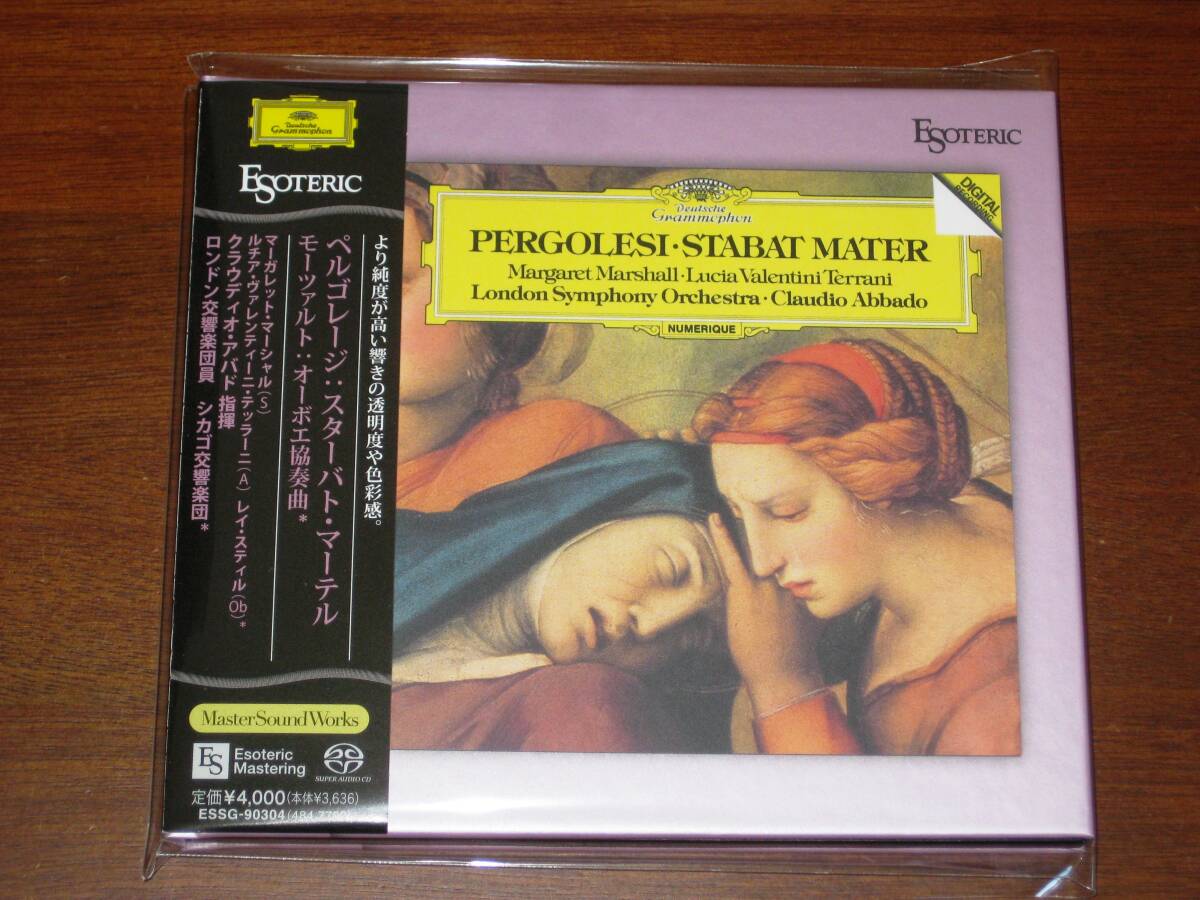 Deutsche
Grammophon
ESOTERIC
より純度が高い響きの透明度や色彩感。
ペルゴレージ：スターバト・マーテル
モーツァルト：オーボエ協奏曲*
マーガレット・マーシャル(S)
ルチア・ヴァレンティーニ・テッラーニ(A) レイ・スティル(Ob)*
クラウディオ・アバド 指揮
ロンドン交響楽団員 シカゴ交響楽団*
MasterSoundWorks
ES Esoteric
Mastering
SUPER AUDIO CD
定価¥4,000(本体¥3,636)
ESSG-90304
ESOTERIC
DIGITAL
RECORDING
Deutsche
Grammophon
PERGOLESI·STABAT MATER
Margaret Marshall·Lucia Valentini Terrani
London Symphony Orchestra·Claudio Abbado
NUMERIQUE